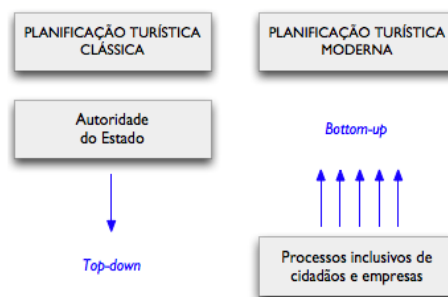 PLANIFICAÇÃO TURÍSTICA
CLÁSSICA
Autoridade
do Estado
Top-down
PLANIFICAÇÃO TURÍSTICA
MODERNA
Bottom-up
Processos inclusivos de
cidadãos e empresas